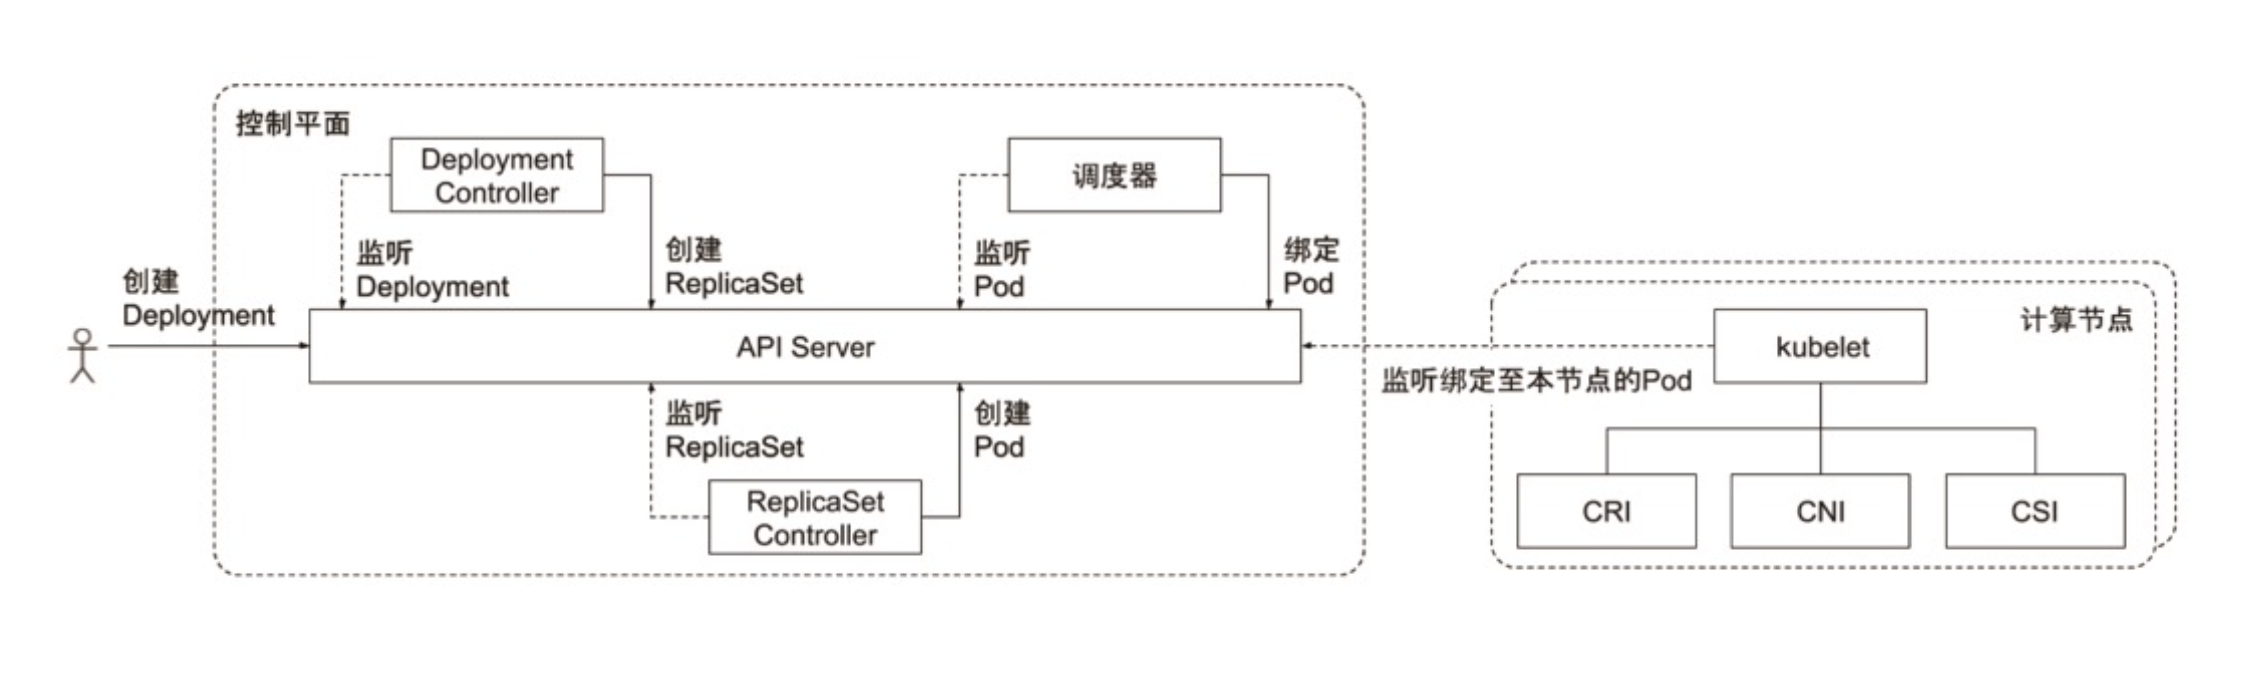 控制平面
Deployment
Controller
调度器
监听
Deployment
创建
ReplicaSet
监听
Pod
绑定
Pod
创建
Deployment
API Server
监听
ReplicaSet
创建
Pod
ReplicaSet
Controller
计算节点
kubelet
监听绑定至本节点的Pod
CRI
CNI
CSI